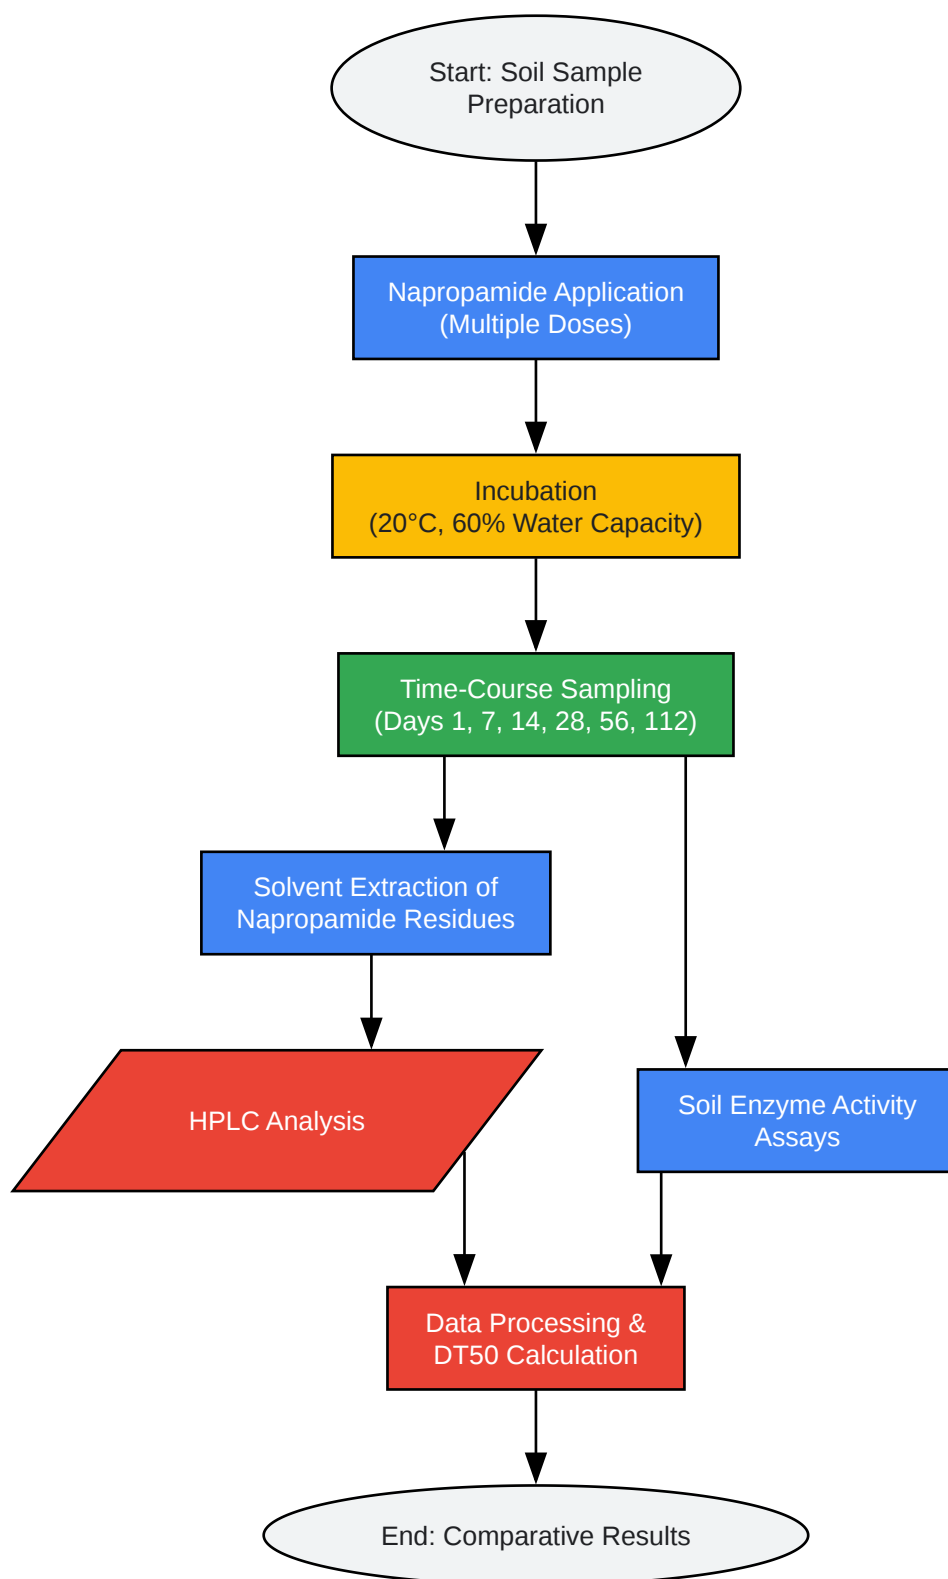 Start: Soil Sample
Preparation
Napropamide Application
(Multiple Doses)
Incubation
(20°C, 60% Water Capacity)
Time-Course Sampling
(Days 1, 7, 14, 28, 56, 112)
Solvent Extraction of
Napropamide Residues
HPLC Analysis
Soil Enzyme Activity
Assays
Data Processing &
DT50 Calculation
End: Comparative Results